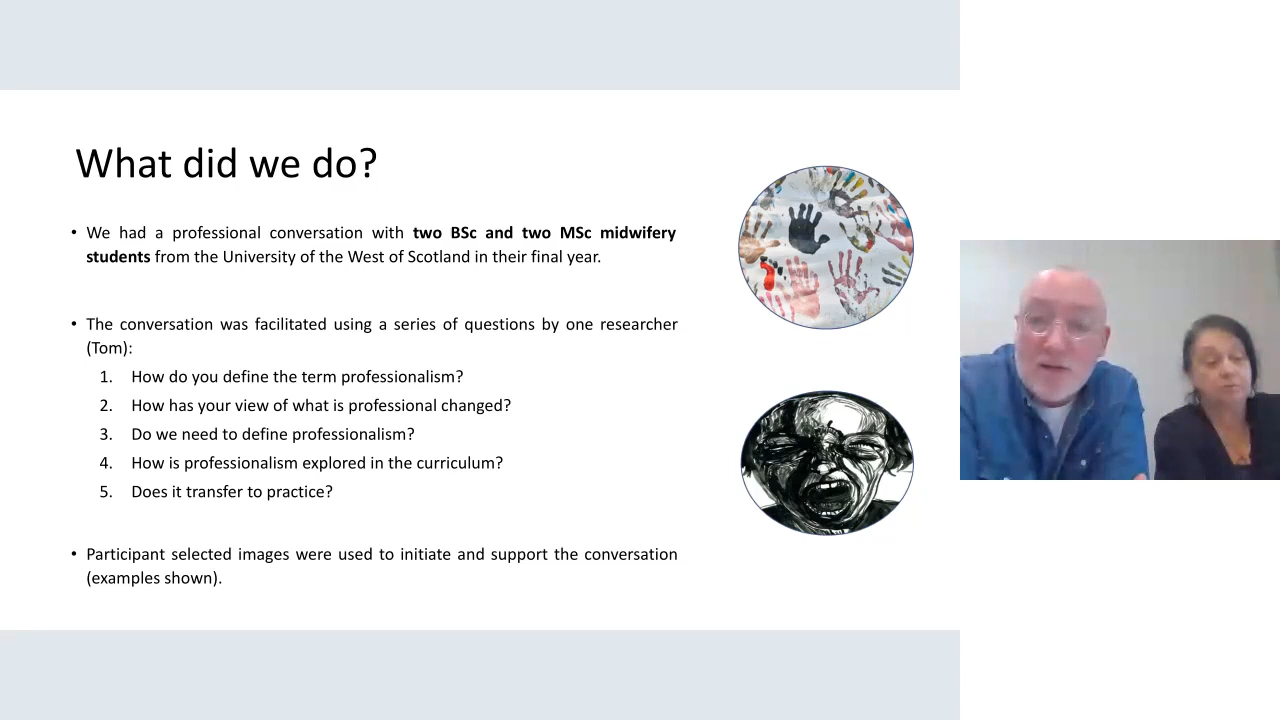 What did we do?
• We had a professional conversation with two BSc and two MSc midwifery
students from the University of the West of Scotland in their final year.
• The conversation was facilitated using a series of questions by one researcher
(Tom):
1. How do you define the term professionalism?
2. How has your view of what is professional changed?
3. Do we need to define professionalism?
4. How is professionalism explored in the curriculum?
5. Does it transfer to practice?
• Participant selected images were used to initiate and support the conversation
(examples shown).